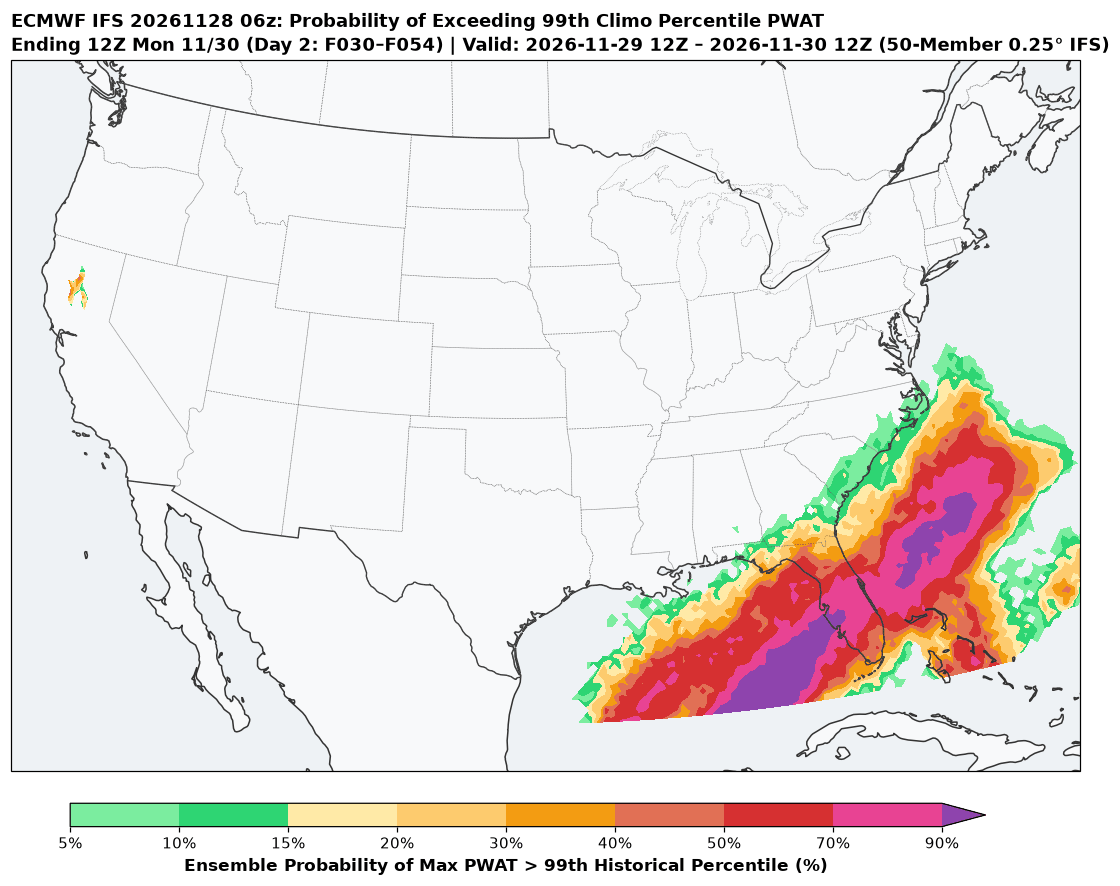 ECMWF IFS 20261128 06z: Probability of Exceeding 99th Climo Percentile PWAT
Ending 12Z Mon 11/30 (Day 2: F030–F054) | Valid: 2026-11-29 12Z – 2026-11-30 12Z (50-Member 0.25° IFS)
5% 10% 15% 20% 30% 40% 50% 70% 90%
Ensemble Probability of Max PWAT > 99th Historical Percentile (%)